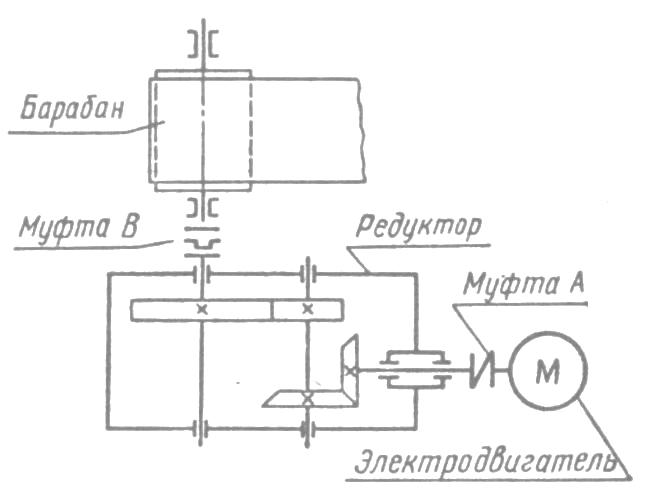 Барабан
Муфта В
Редуктор
Муфта А
М
Электродвигатель